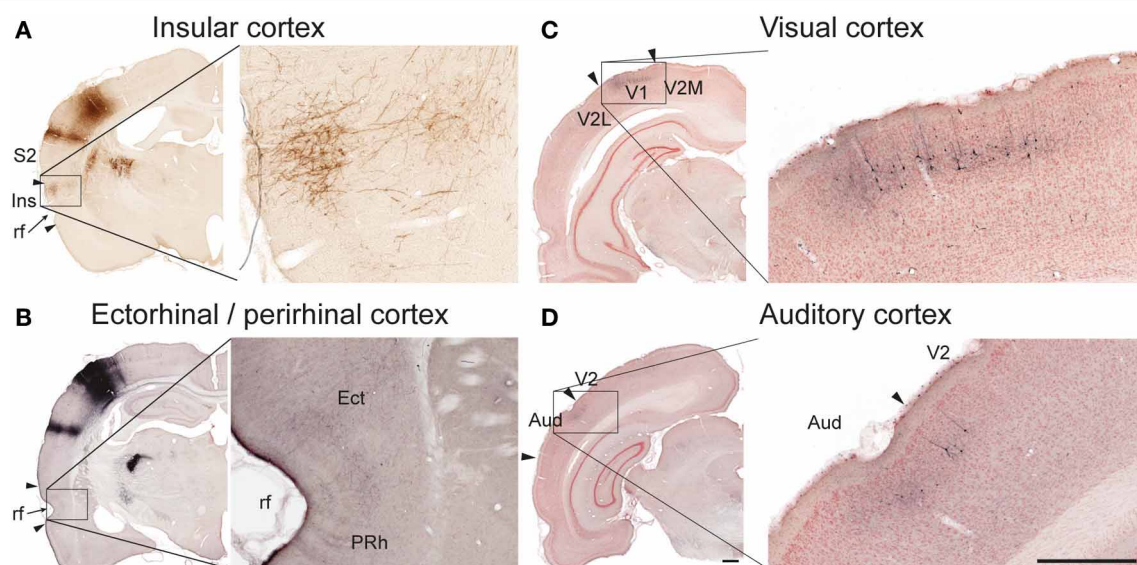 A Insular cortex
S2
Ins
rf
B Ectorhinal / perirhinal cortex
Ect
rf
rf
PRh
C Visual cortex
V1
V2M
V2L
D Auditory cortex
V2
V2
Aud
Aud